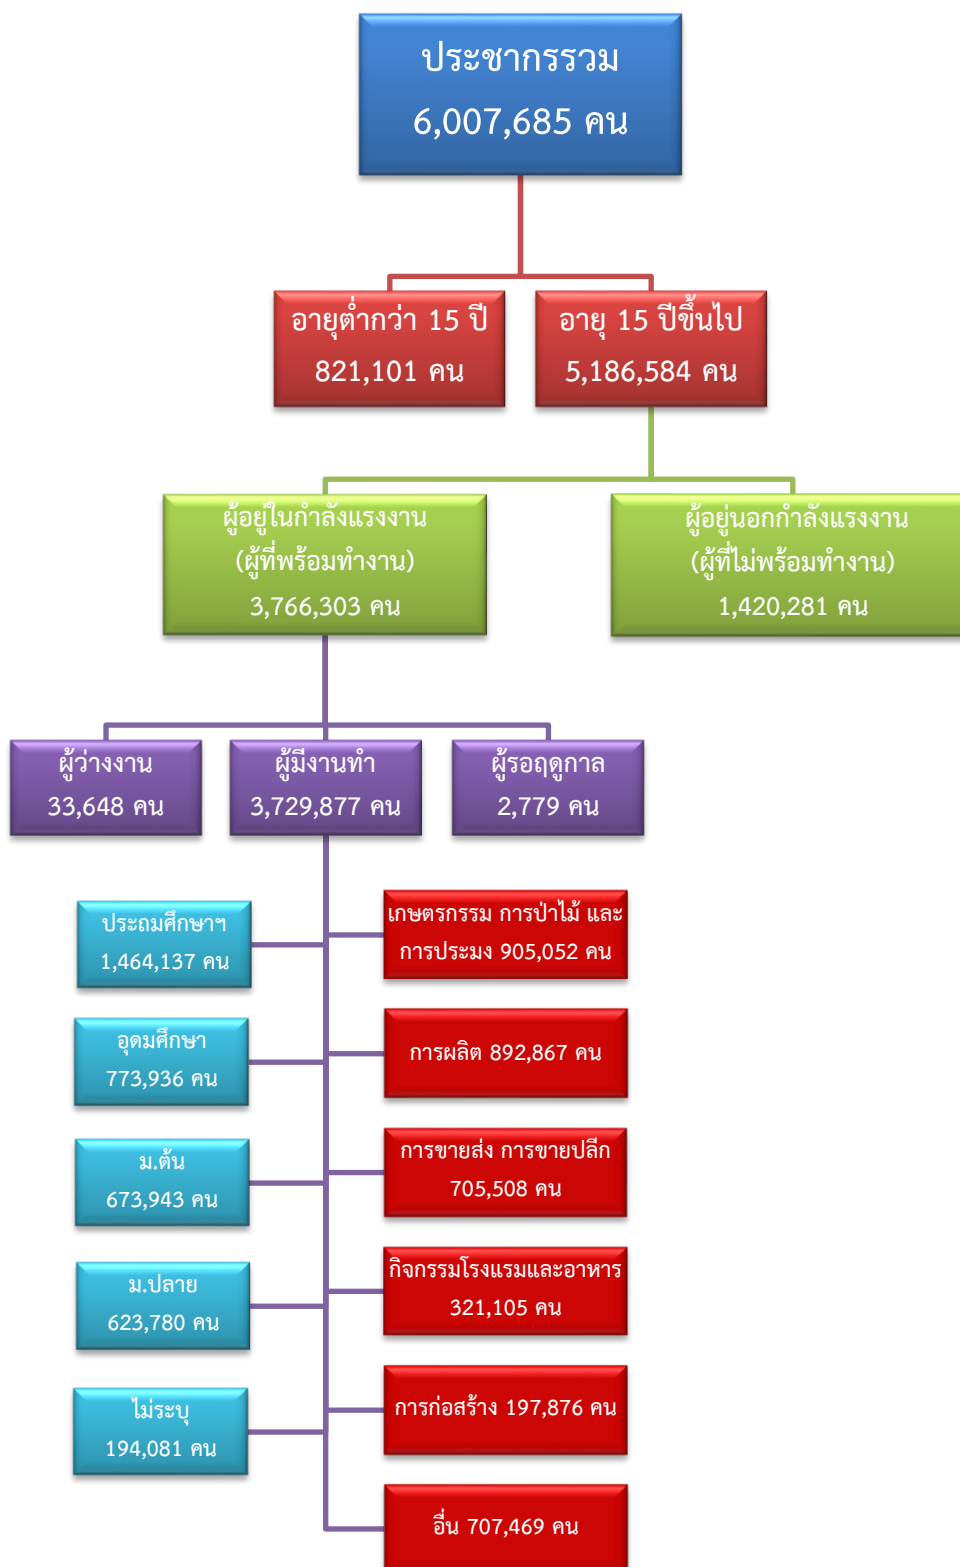 ประชากรรวม
6,007,685 คน
อายุต่ำกว่า 15 ปี
821,101 คน
อายุ 15 ปีขึ้นไป
5,186,584 คน
ผู้อยู่ในกำลังแรงงาน
(ผู้ที่พร้อมทำงาน)
3,766,303 คน
ผู้อยู่นอกกำลังแรงงาน
(ผู้ที่ไม่พร้อมทำงาน)
1,420,281 คน
ผู้ว่างงาน
33,648 คน
ผู้มีงานทำ
3,729,877 คน
ผู้รอฤดูกาล
2,779 คน
ประถมศึกษาฯ
1,464,137 คน
อุดมศึกษา
773,936 คน
ม.ต้น
673,943 คน
ม.ปลาย
623,780 คน
ไม่ระบุ
194,081 คน
เกษตรกรรม การป่าไม้ และ
การประมง 905,052 คน
การผลิต 892,867 คน
การขายส่ง การขายปลีก
705,508 คน
กิจกรรมโรงแรมและอาหาร
321,105 คน
การก่อสร้าง 197,876 คน
อื่น 707,469 คน